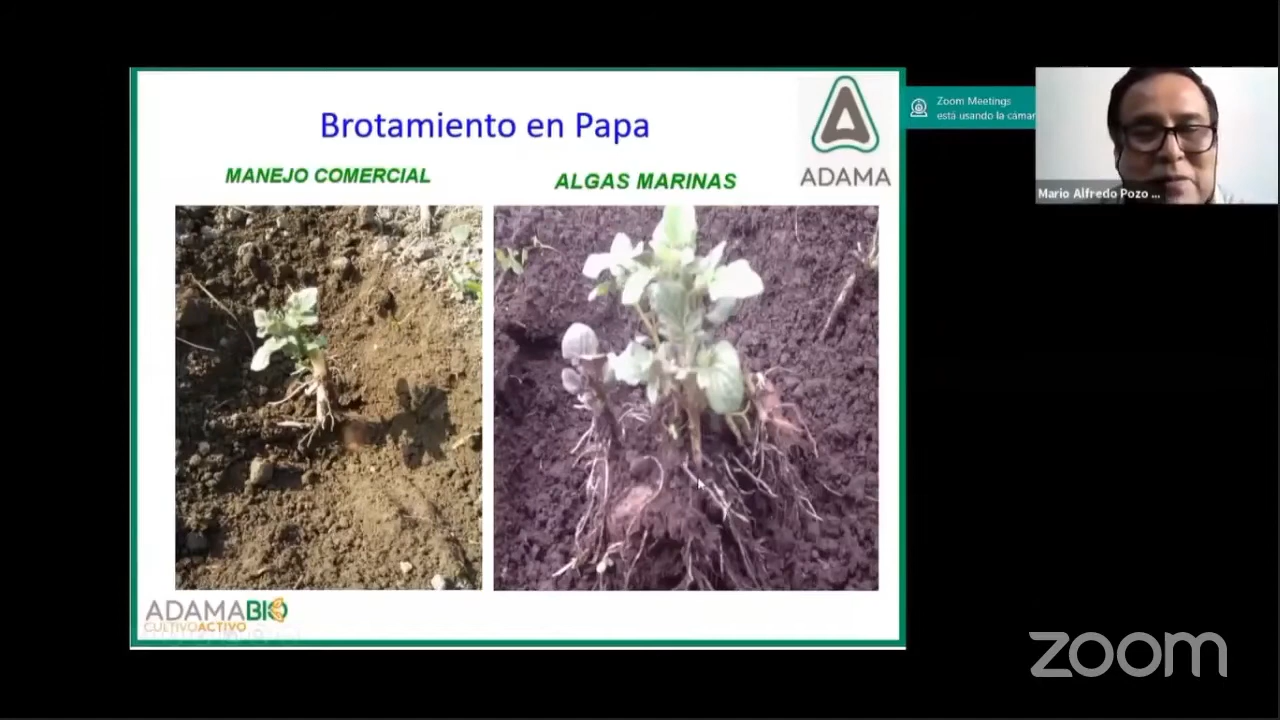 Brotamiento en Papa
MANEJO COMERCIAL
ALGAS MARINAS
ADAMA
Zoom Meetings
está usando la cámar
Mario Alfredo Pozo ...
ADAMABIO
CULTIVOACTIVO
zoom